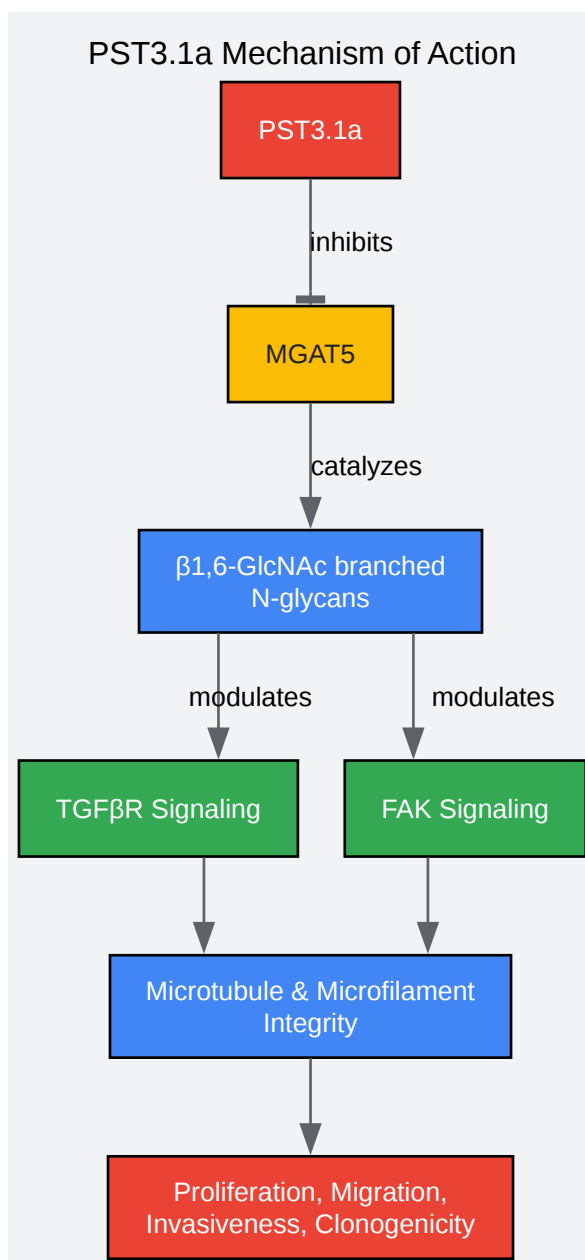 PST3.1a Mechanism of Action
PST3.1a
inhibits
MGAT5
catalyzes
β1,6-GlcNAc branched
N-glycans
modulates
modulates
TGFβR Signaling
FAK Signaling
Microtubule & Microfilament
Integrity
Proliferation, Migration,
Invasiveness, Clonogenicity